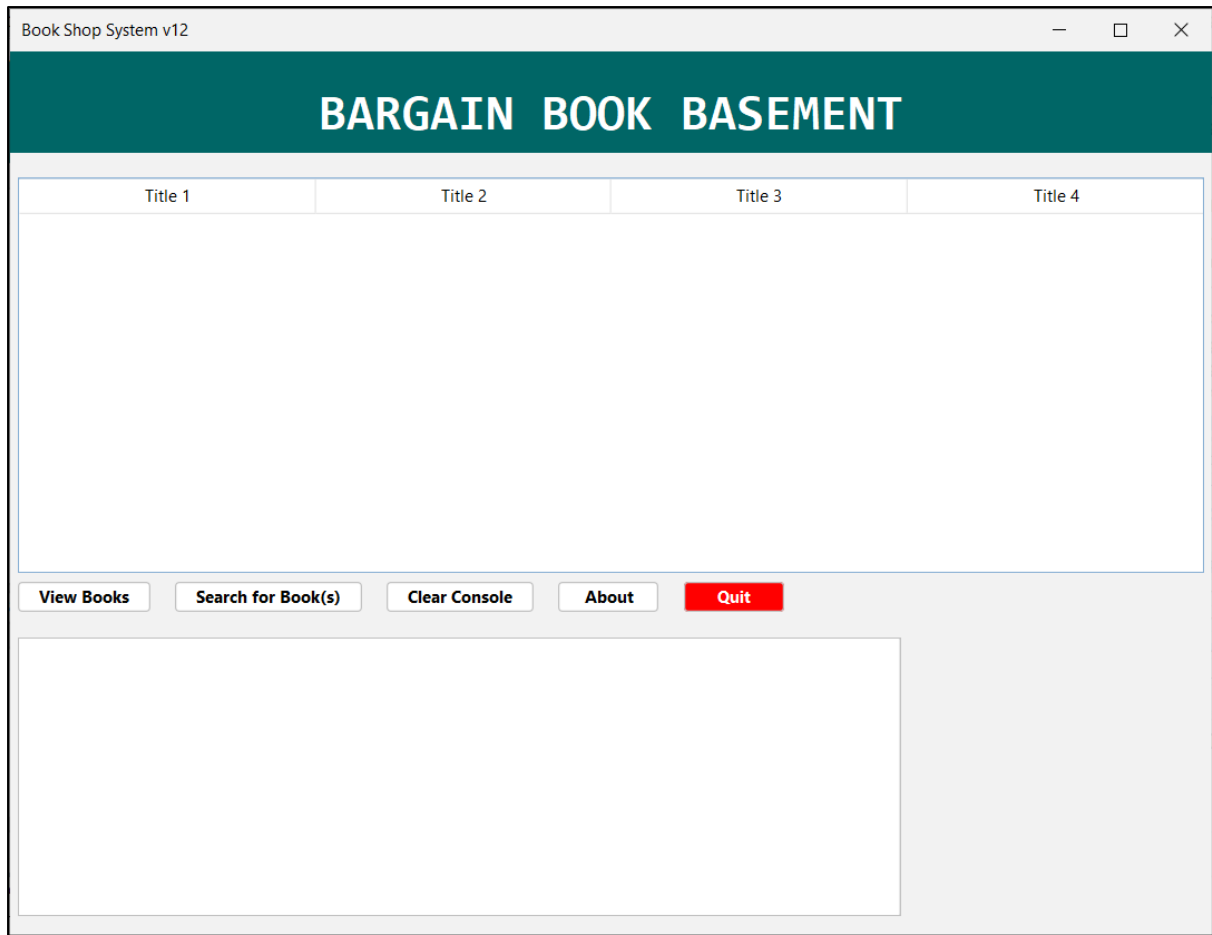 Book Shop System v12
BARGAIN BOOK BASEMENT
Title 1 Title 2 Title 3 Title 4
View Books Search for Book(s) Clear Console About Quit